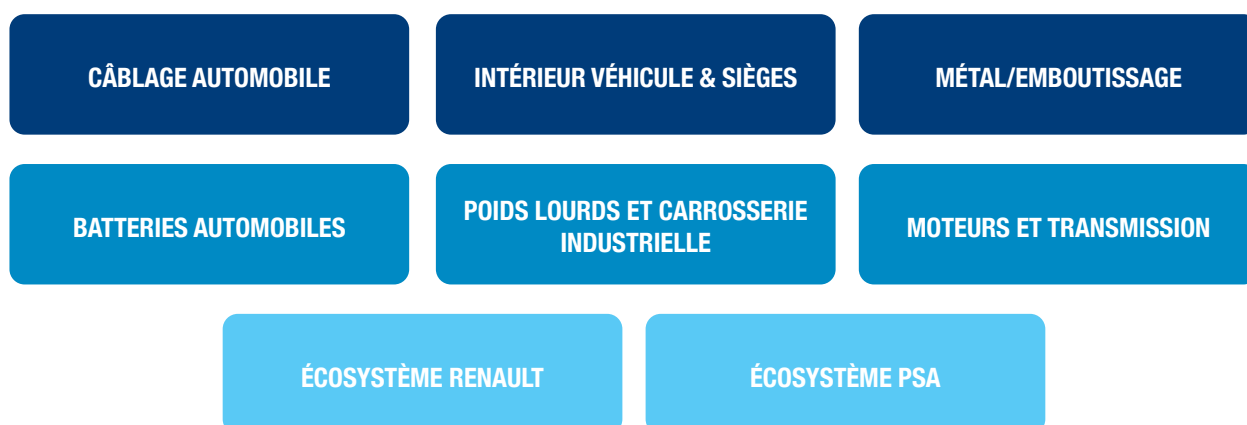 CÂBLAGE AUTOMOBILE
INTÉRIEUR VÉHICULE & SIÈGES
MÉTAL/EMBOUTISSAGE
BATTERIES AUTOMOBILES
POIDS LOURDS ET CARROSSERIE
INDUSTRIELLE
MOTEURS ET TRANSMISSION
ÉCOSYSTÈME RENAULT
ÉCOSYSTÈME PSA